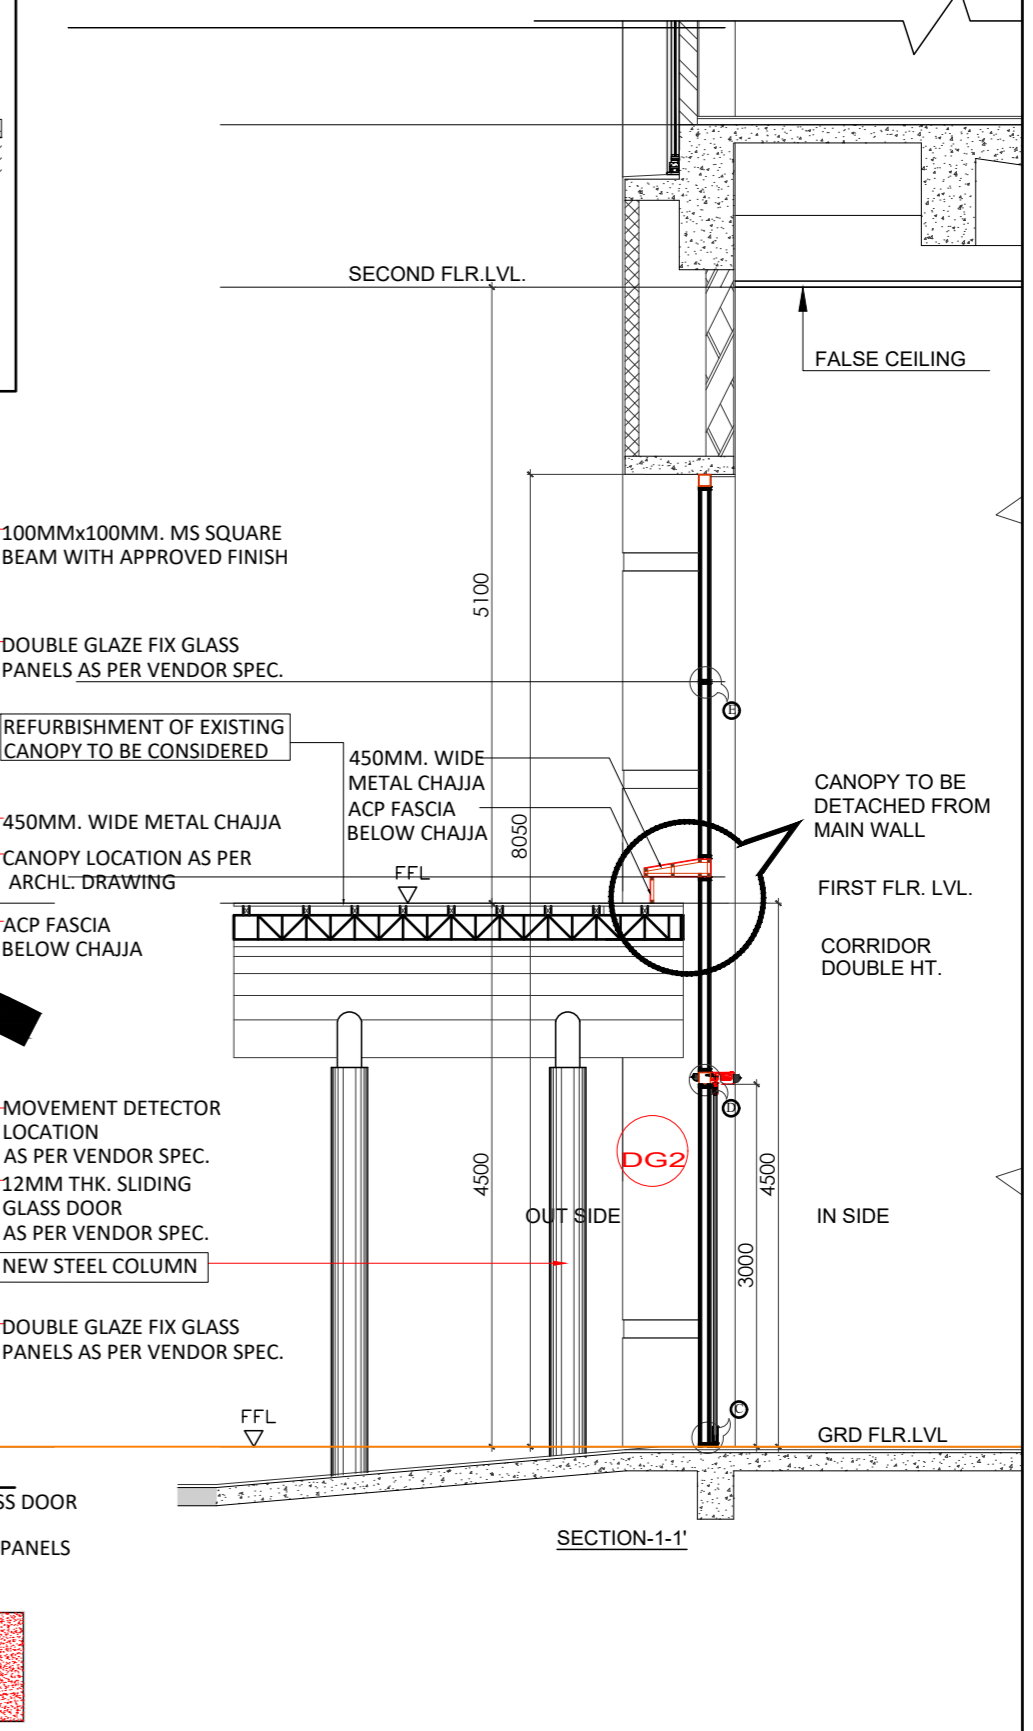 SECOND FLR.LVL.
FALSE CEILING
100MMx100MM. MS SQUARE
BEAM WITH APPROVED FINISH
5100
DOUBLE GLAZE FIX GLASS
PANELS AS PER VENDOR SPEC.
E
REFURBISHMENT OF EXISTING
CANOPY TO BE CONSIDERED
450MM. WIDE
METAL CHAJJA
ACP FASCIA
BELOW CHAJJA
8050
CANOPY TO BE
DETACHED FROM
MAIN WALL
450MM. WIDE METAL CHAJJA
CANOPY LOCATION AS PER
ARCHL. DRAWING
FFL
FIRST FLR. LVL.
ACP FASCIA
BELOW CHAJJA
CORRIDOR
DOUBLE HT.
MOVEMENT DETECTOR
LOCATION
AS PER VENDOR SPEC.
D
DG2
4500
4500
12MM THK. SLIDING
GLASS DOOR
AS PER VENDOR SPEC.
OUT SIDE
IN SIDE
NEW STEEL COLUMN
3000
DOUBLE GLAZE FIX GLASS
PANELS AS PER VENDOR SPEC.
FFL
C
GRD FLR.LVL
SS DOOR
PANELS
SECTION-1-1'